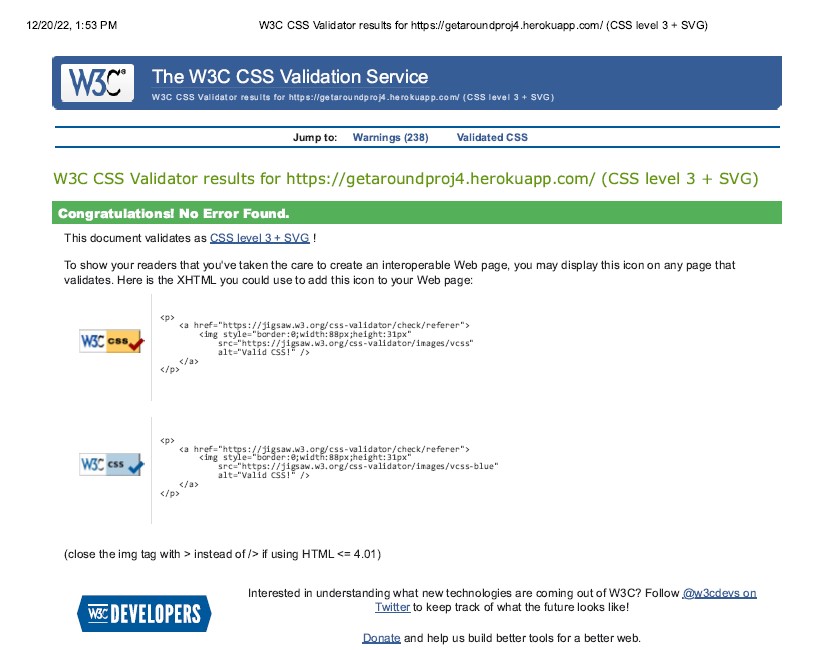 12/20/22, 1:53 PM W3C CSS Validator results for https://getaroundproj4.herokuapp.com/ (CSS level 3 + SVG)
W3C® The W3C CSS Validation Service
W3C CSS Validator results for https://getaroundproj4.herokuapp.com/ (CSS level 3 + SVG)
Jump to: Warnings (238) Validated CSS
W3C CSS Validator results for https://getaroundproj4.herokuapp.com/ (CSS level 3 + SVG)
Congratulations! No Error Found.
This document validates as CSS level 3 + SVG !
To show your readers that you've taken the care to create an interoperable Web page, you may display this icon on any page that
validates. Here is the XHTML you could use to add this icon to your Web page:
W3C css
<p>
<a href="https://jigsaw.w3.org/css-validator/check/referer">
<img style="border:0;width:88px;height:31px"
src="https://jigsaw.w3.org/css-validator/images/vcss"
alt="Valid CSS!" />
</a>
</p>
W3C css
<p>
<a href="https://jigsaw.w3.org/css-validator/check/referer">
<img style="border:0;width:88px;height:31px"
src="https://jigsaw.w3.org/css-validator/images/vcss-blue"
alt="Valid CSS!" />
</a>
</p>
(close the img tag with > instead of /> if using HTML <= 4.01)
W3C DEVELOPERS
Interested in understanding what new technologies are coming out of W3C? Follow @w3cdevs on
Twitter to keep track of what the future looks like!
Donate and help us build better tools for a better web.